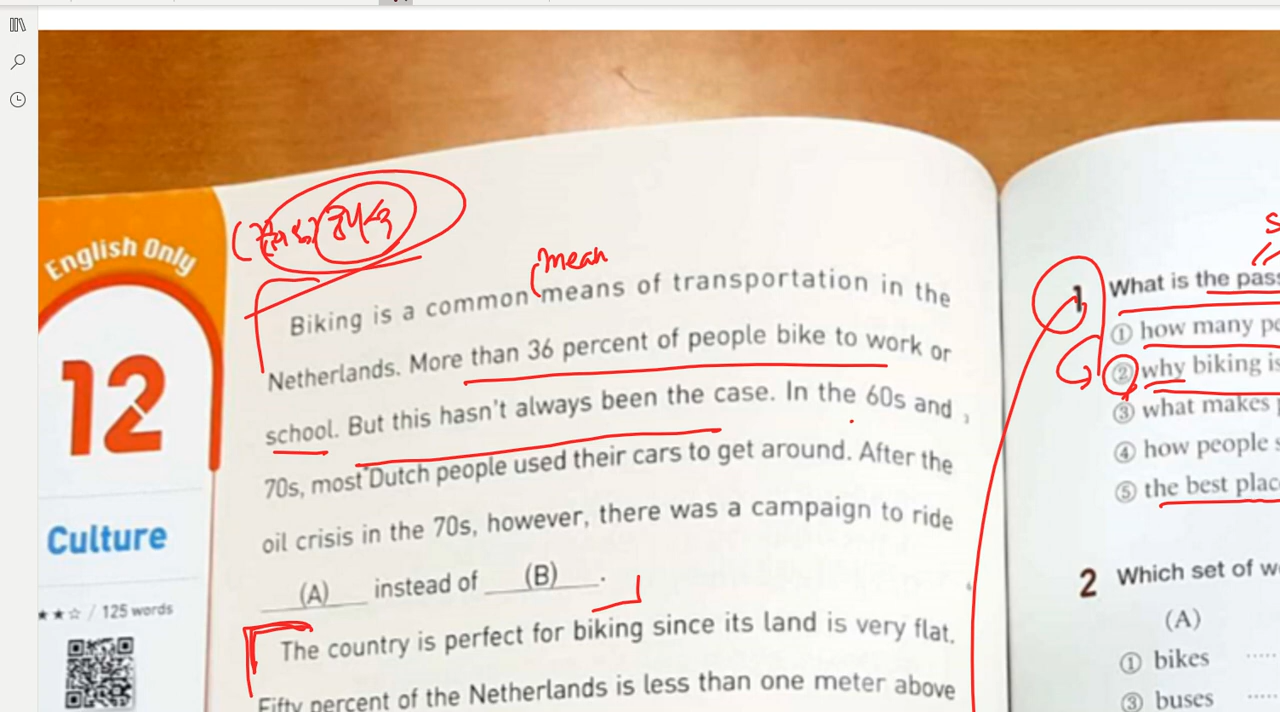 English Only
12
Culture
★★☆ / 125 words
mean
Biking is a common means of transportation in the
Netherlands. More than 36 percent of people bike to work or
school. But this hasn't always been the case. In the 60s and
70s, most Dutch people used their cars to get around. After the
oil crisis in the 70s, however, there was a campaign to ride
(A) instead of (B) .
The country is perfect for biking since its land is very flat.
Fifty percent of the Netherlands is less than one meter above
1 What is the pass
① how many pe
② why biking is
③ what makes
④ how people s
⑤ the best plac
2 Which set of w
(A)
① bikes .....
③ buses .....